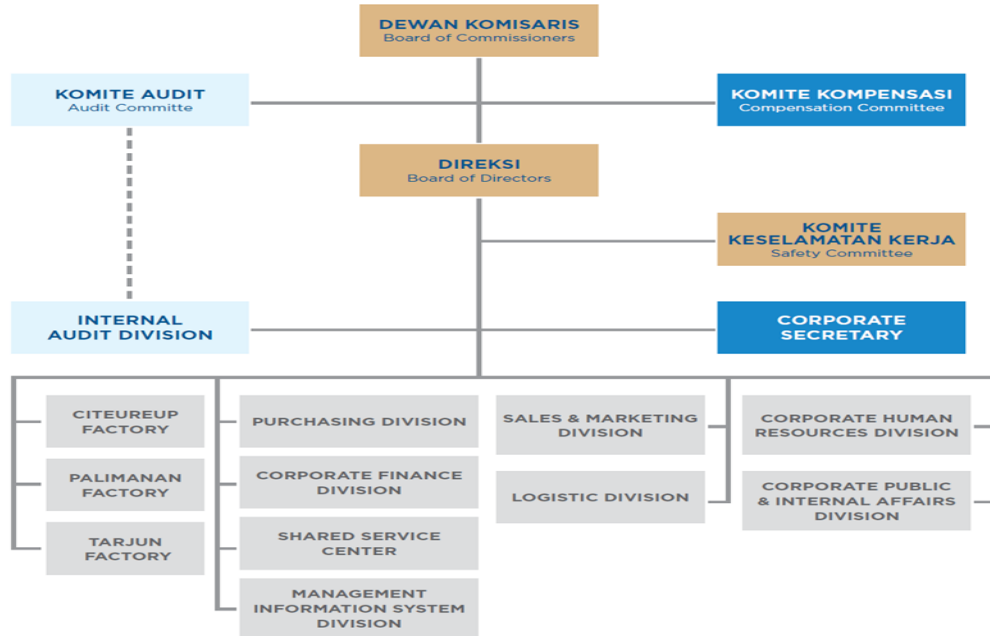 DEWAN KOMISARIS
Board of Commissioners
KOMITE AUDIT
Audit Committe
KOMITE KOMPENSASI
Compensation Committee
DIREKSI
Board of Directors
KOMITE
KESELAMATAN KERJA
Safety Committee
INTERNAL
AUDIT DIVISION
CORPORATE
SECRETARY
CITEUREUP
FACTORY
PALIMANAN
FACTORY
TARJUN
FACTORY
PURCHASING DIVISION
CORPORATE FINANCE
DIVISION
SHARED SERVICE
CENTER
MANAGEMENT
INFORMATION SYSTEM
DIVISION
SALES & MARKETING
DIVISION
LOGISTIC DIVISION
CORPORATE HUMAN
RESOURCES DIVISION
CORPORATE PUBLIC
& INTERNAL AFFAIRS
DIVISION